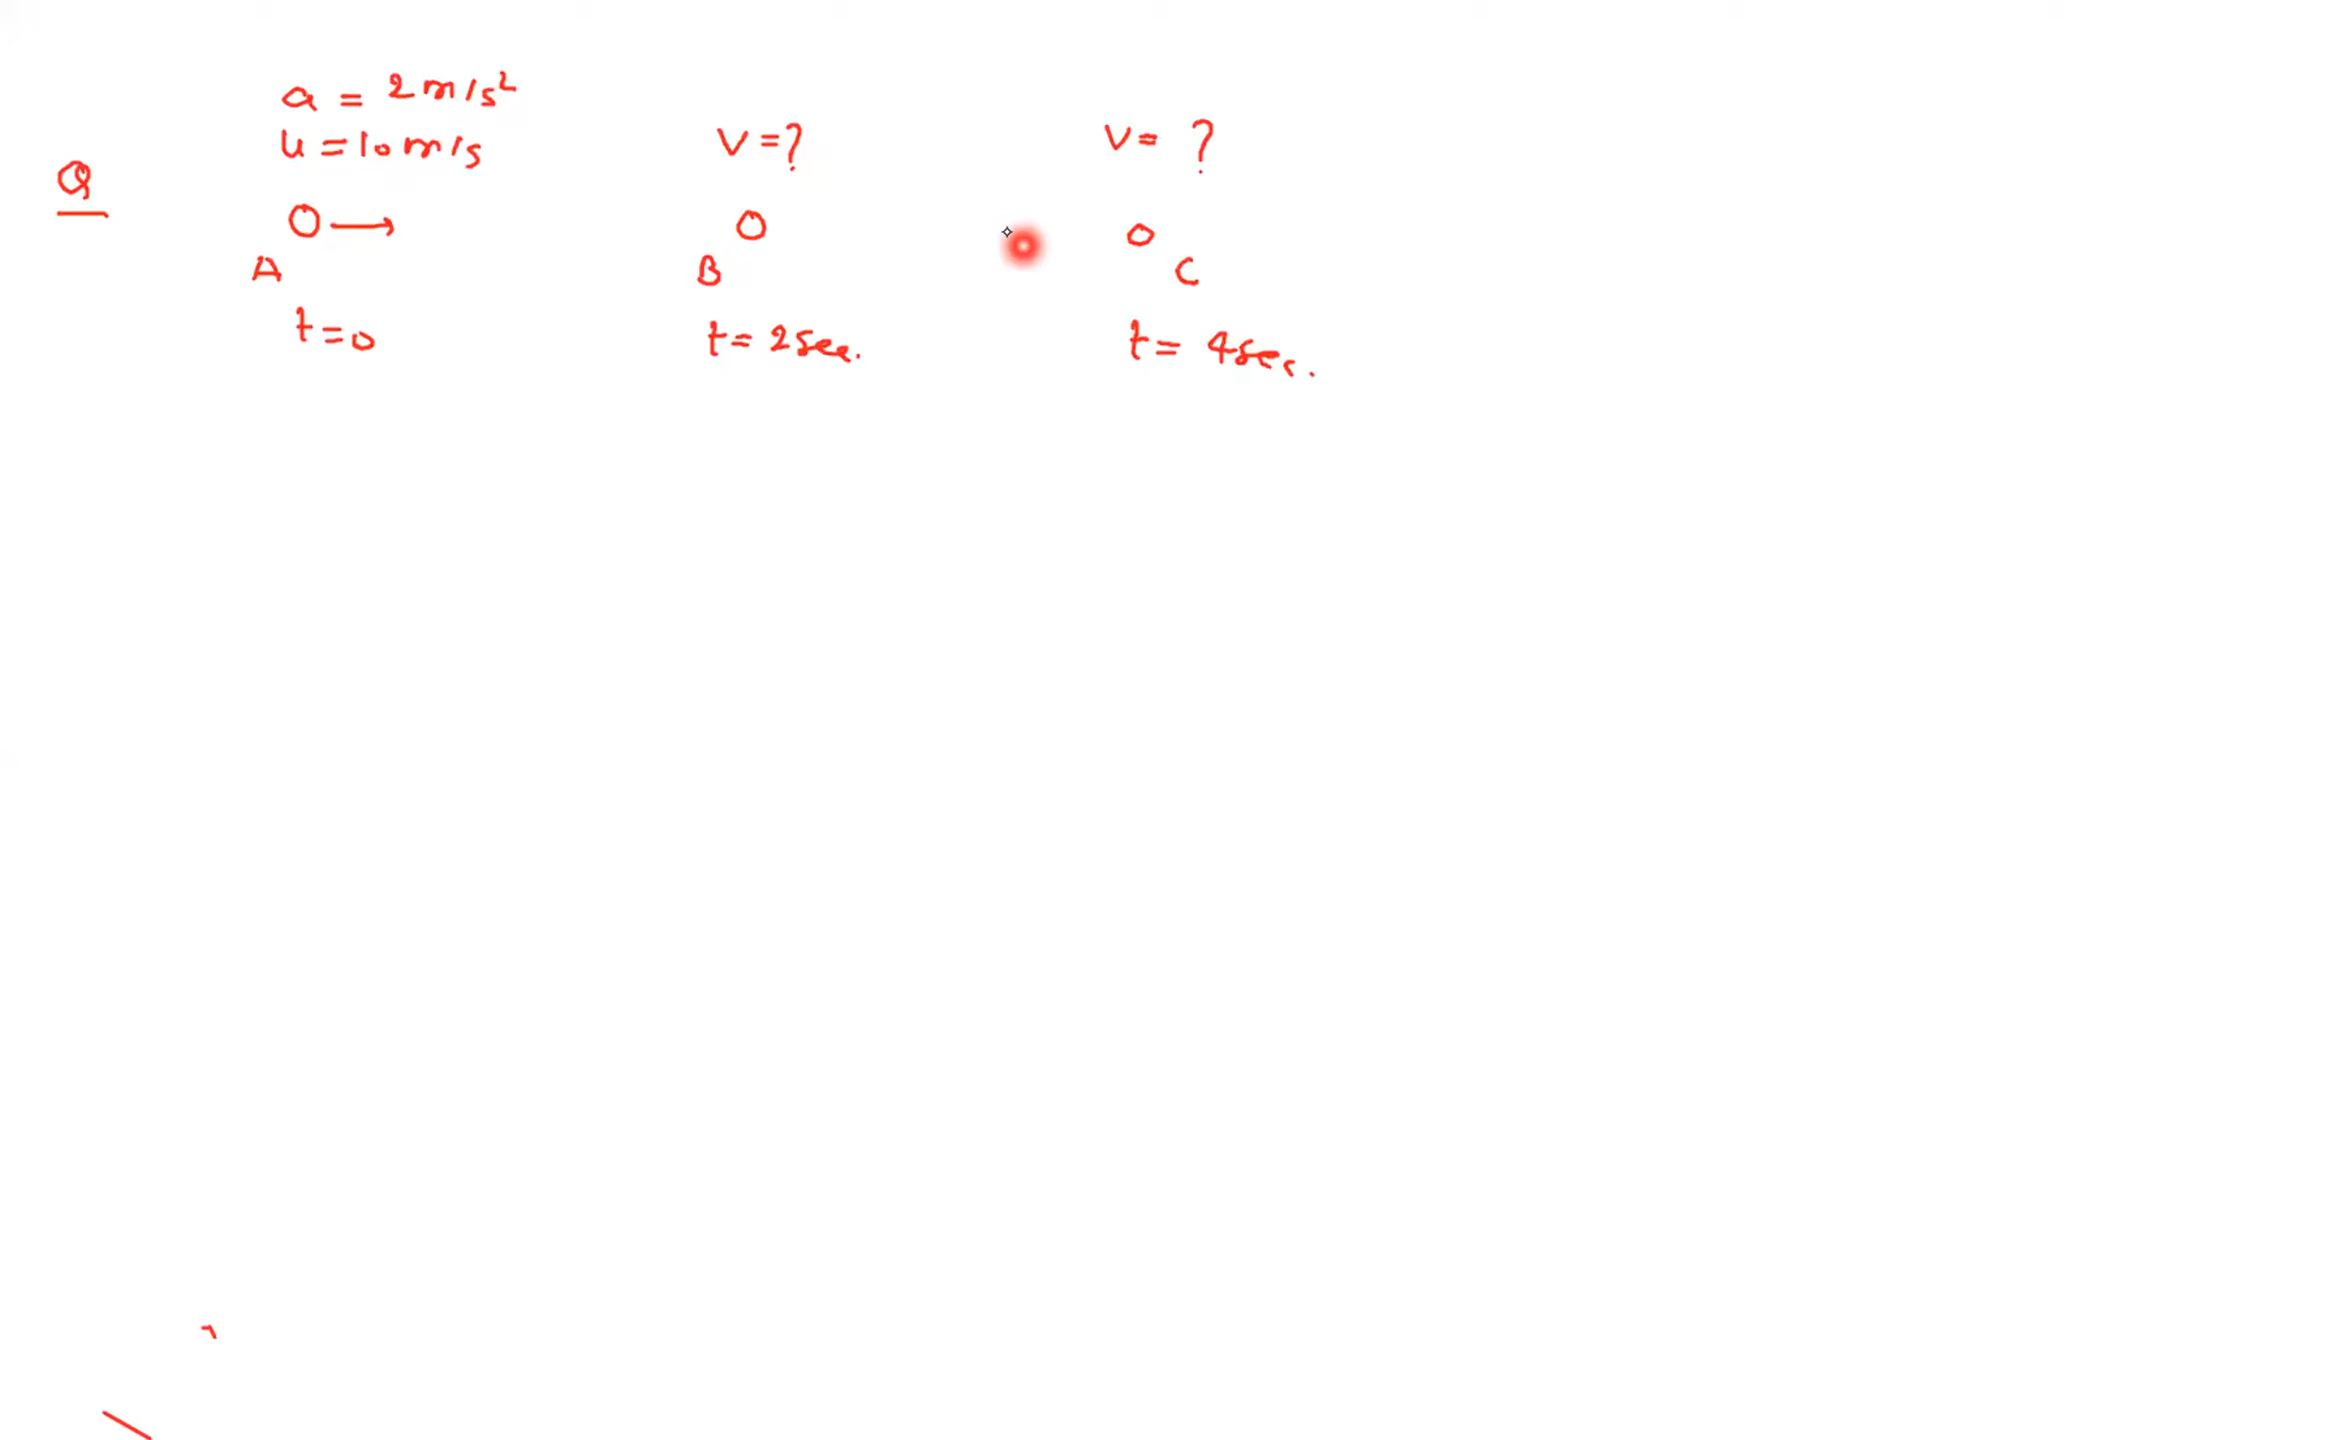 a = 2 m/s²
u = 10 m/s
V = ?
V = ?
Q
A
B
C
t = 0
t = 2 sec.
t = 4 sec.